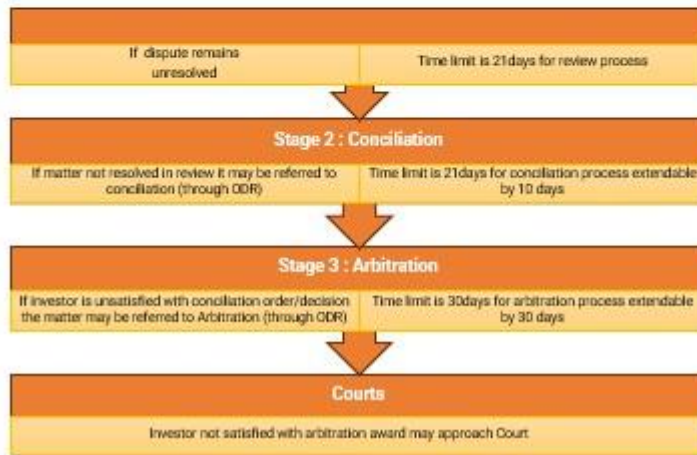 If dispute remains
unresolved
Time limit is 21days for review process
Stage 2 : Conciliation
If matter not resolved in review it may be referred to
conciliation (through ODR)
Time limit is 21days for conciliation process extendable
by 10 days
Stage 3 : Arbitration
If investor is unsatisfied with conciliation order/decision
the matter may be referred to Arbitration (through ODR)
Time limit is 30days for arbitration process extendable
by 30 days
Courts
Investor not satisfied with arbitration award may approach Court